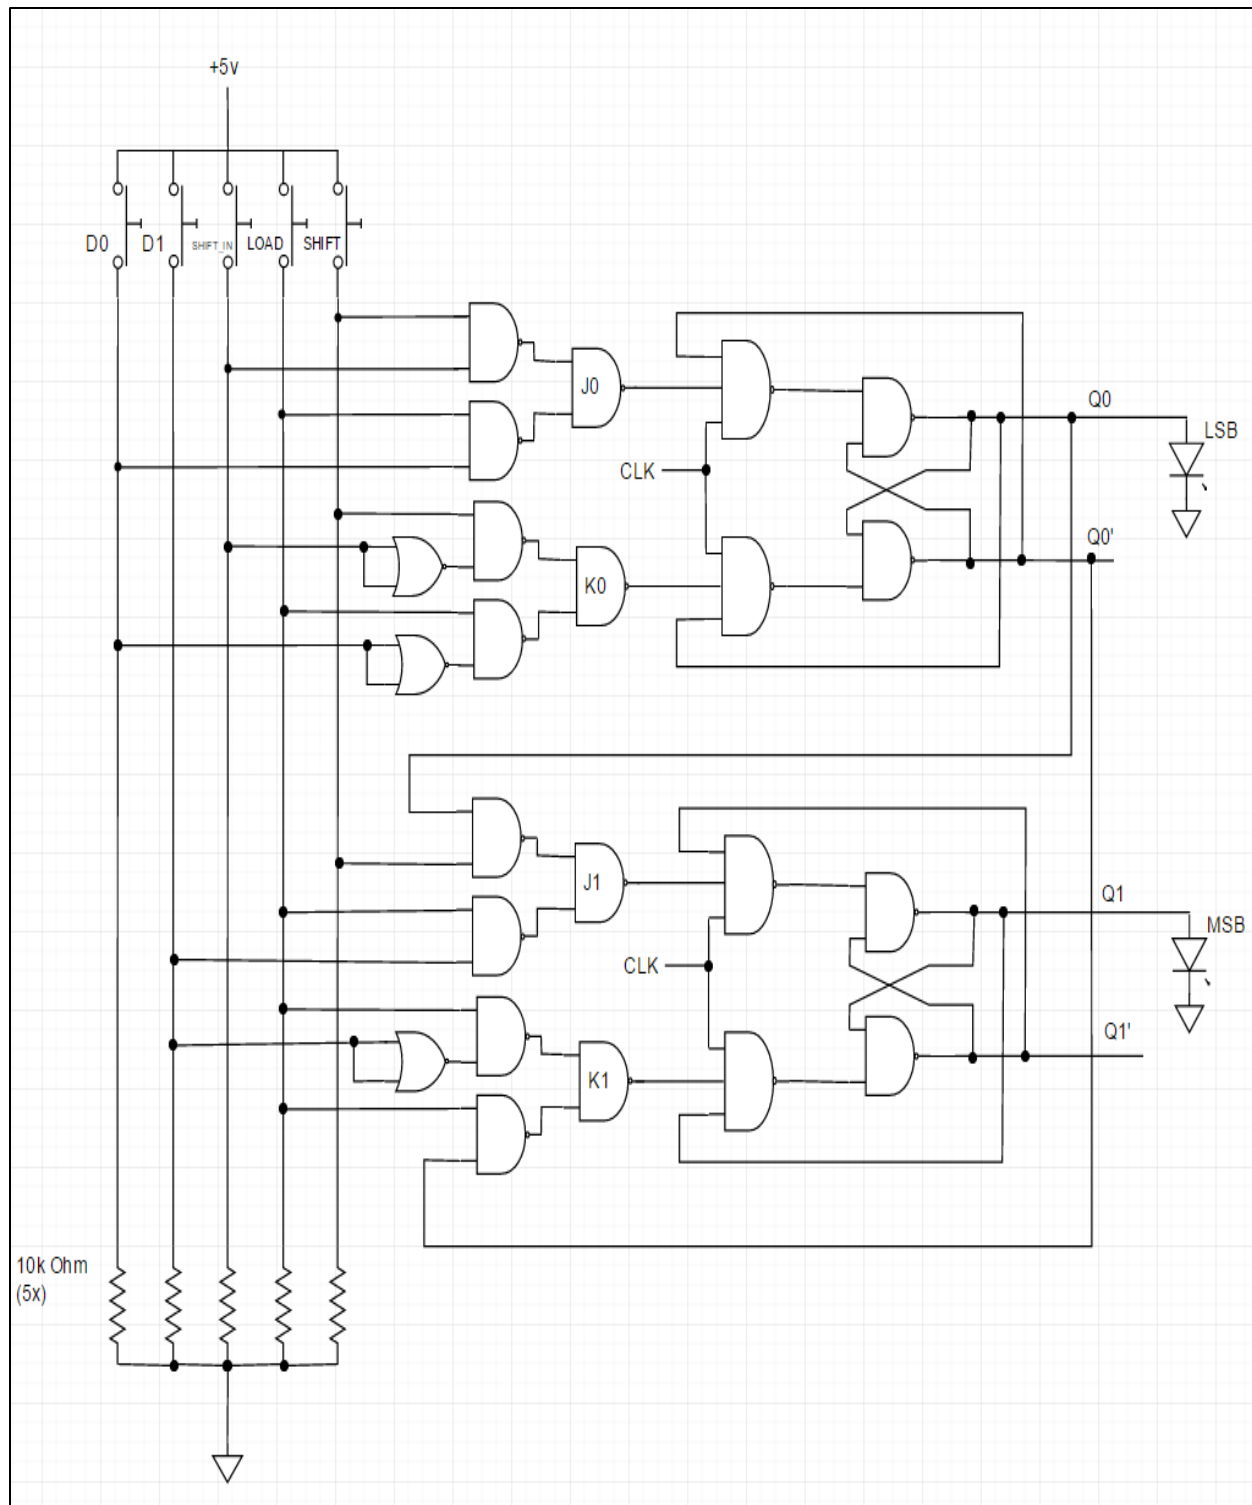 +5v
D0 D1 SHIFT_IN LOAD SHIFT
J0
Q0
LSB
CLK
Q0'
K0
J1
Q1
MSB
CLK
Q1'
K1
10k Ohm
(5x)